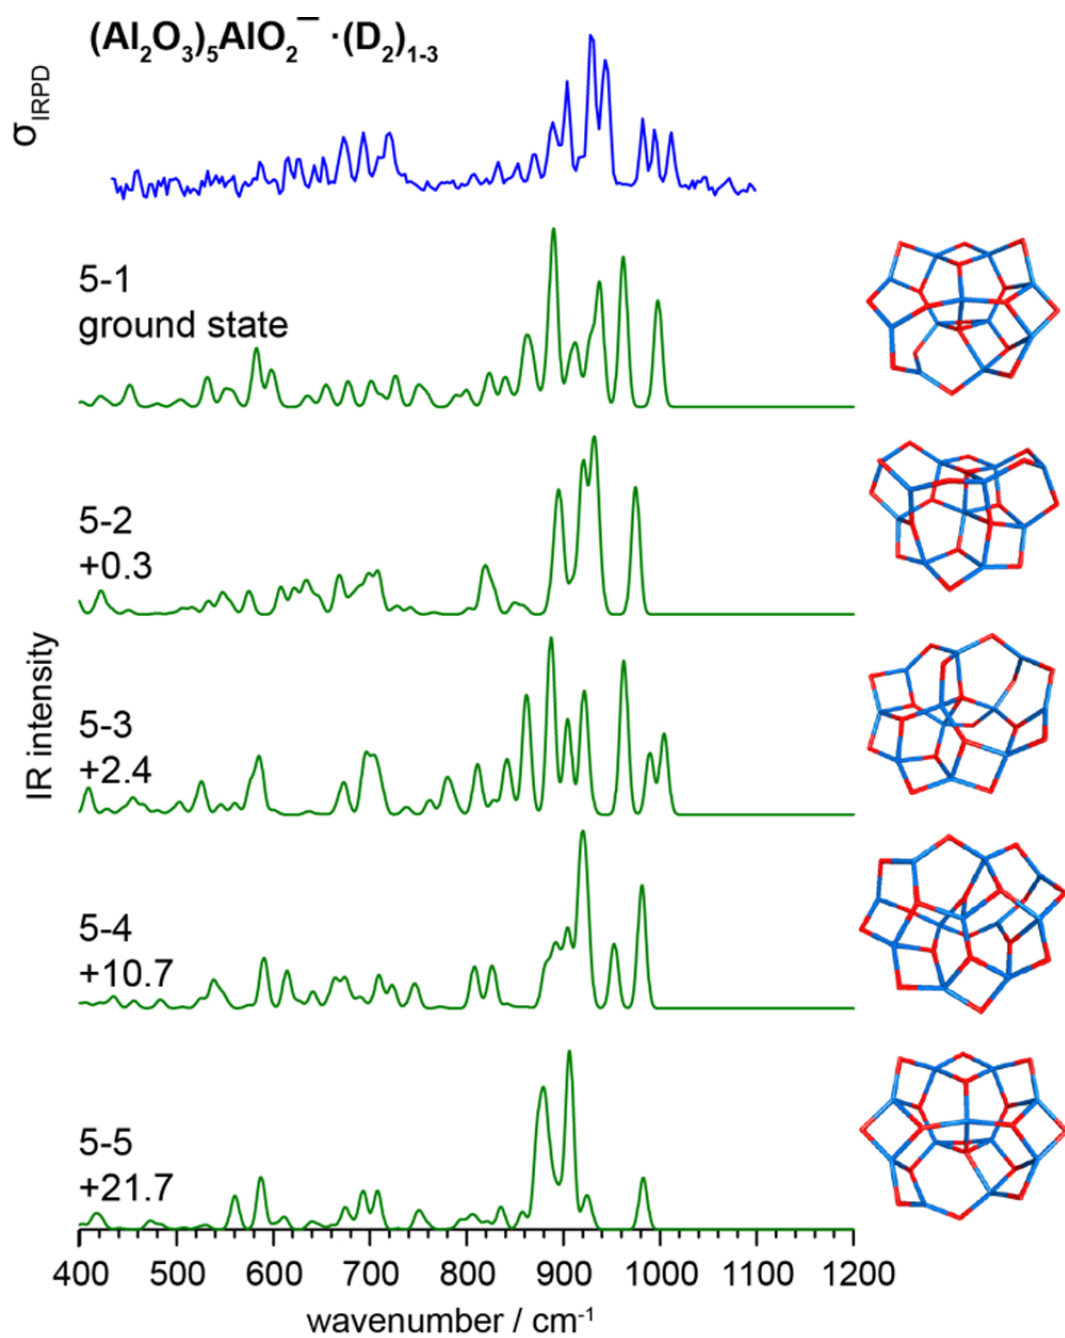 (Al₂O₃)₅AlO₂⁻ ·(D₂)₁₋₃
σIRPD
5-1
ground state
5-2
+0.3
IR intensity
5-3
+2.4
5-4
+10.7
5-5
+21.7
400 500 600 700 800 900 1000 1100 1200
wavenumber / cm⁻¹